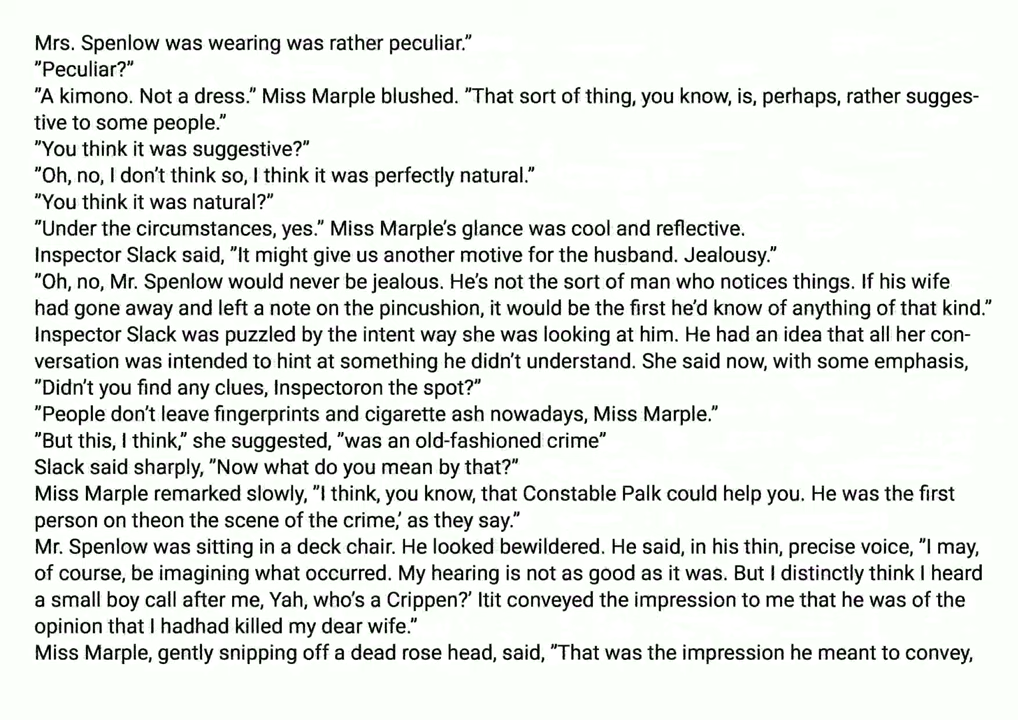 Mrs. Spenlow was wearing was rather peculiar.”
”Peculiar?”
”A kimono. Not a dress.” Miss Marple blushed. ”That sort of thing, you know, is, perhaps, rather sugges-
tive to some people.”
”You think it was suggestive?”
”Oh, no, I don’t think so, I think it was perfectly natural.”
”You think it was natural?”
”Under the circumstances, yes.” Miss Marple’s glance was cool and reflective.
Inspector Slack said, ”It might give us another motive for the husband. Jealousy.”
”Oh, no, Mr. Spenlow would never be jealous. He’s not the sort of man who notices things. If his wife
had gone away and left a note on the pincushion, it would be the first he’d know of anything of that kind.”
Inspector Slack was puzzled by the intent way she was looking at him. He had an idea that all her con-
versation was intended to hint at something he didn’t understand. She said now, with some emphasis,
”Didn’t you find any clues, Inspectoron the spot?”
”People don’t leave fingerprints and cigarette ash nowadays, Miss Marple.”
”But this, I think,” she suggested, ”was an old-fashioned crime”
Slack said sharply, ”Now what do you mean by that?”
Miss Marple remarked slowly, ”I think, you know, that Constable Palk could help you. He was the first
person on theon the scene of the crime,’ as they say.”
Mr. Spenlow was sitting in a deck chair. He looked bewildered. He said, in his thin, precise voice, ”I may,
of course, be imagining what occurred. My hearing is not as good as it was. But I distinctly think I heard
a small boy call after me, Yah, who’s a Crippen?’ Itit conveyed the impression to me that he was of the
opinion that I hadhad killed my dear wife.”
Miss Marple, gently snipping off a dead rose head, said, ”That was the impression he meant to convey,